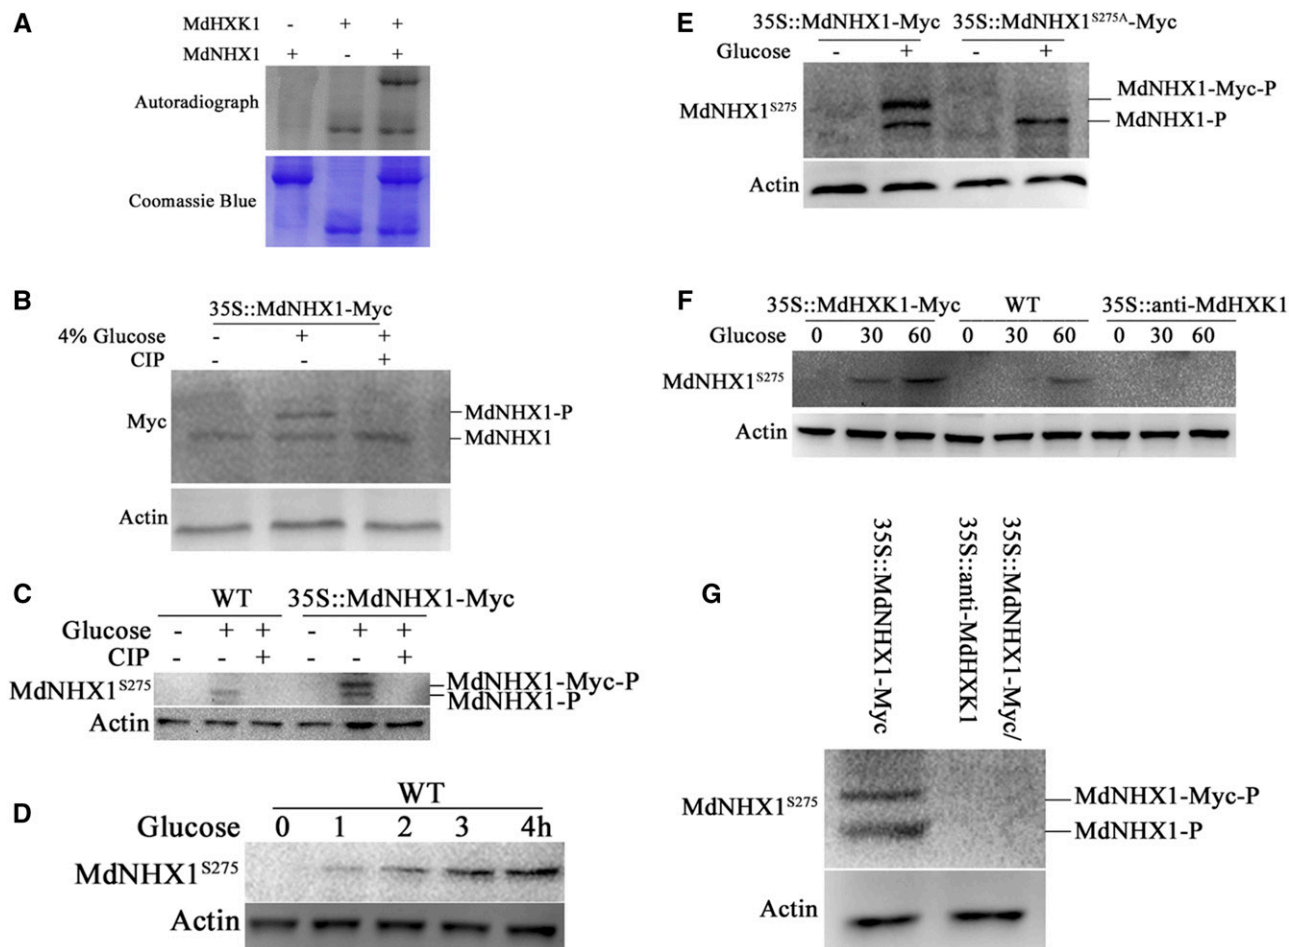 A
MdHXK1 - + +
MdNHX1 + - +
Autoradiograph
Coomassie Blue
B
35S::MdNHX1-Myc
4% Glucose - + +
CIP - - +
Myc
MdNHX1-P
MdNHX1
Actin
C
WT 35S::MdNHX1-Myc
Glucose - + + - + +
CIP - - + - - +
MdNHX1S275
MdNHX1-Myc-P
MdNHX1-P
Actin
D
WT
Glucose 0 1 2 3 4h
MdNHX1S275
Actin
E
35S::MdNHX1-Myc 35S::MdNHX1S275A-Myc
Glucose - + - +
MdNHX1S275
MdNHX1-Myc-P
MdNHX1-P
Actin
F
35S::MdHXK1-Myc WT 35S::anti-MdHXK1
Glucose 0 30 60 0 30 60 0 30 60
MdNHX1S275
Actin
G
35S::MdNHX1-Myc
35S::MdNHX1-Myc/
35S::anti-MdHXK1
MdNHX1S275
MdNHX1-Myc-P
MdNHX1-P
Actin